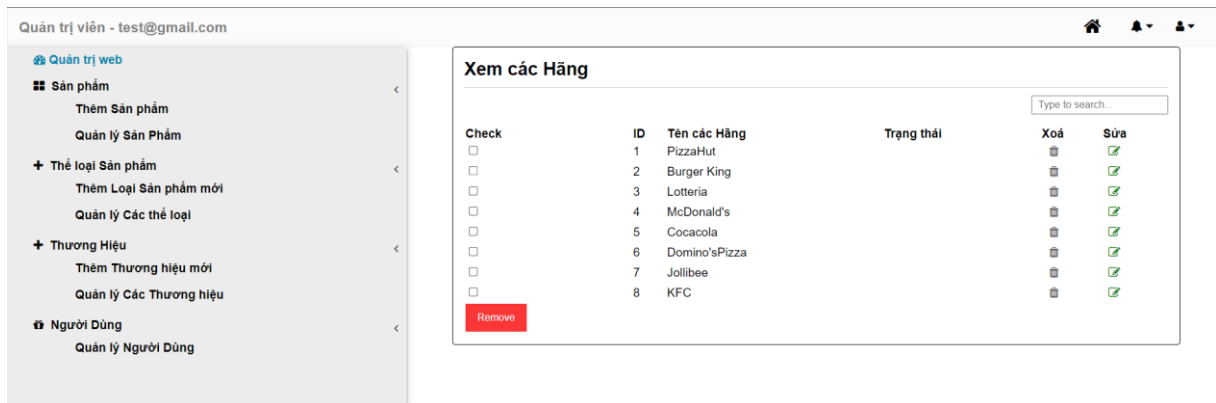 Quản trị viên - test@gmail.com
Quản trị web
Sản phẩm
Thêm Sản phẩm
Quản lý Sản Phẩm
Thể loại Sản phẩm
Thêm Loại Sản phẩm mới
Quản lý Các thể loại
Thương Hiệu
Thêm Thương hiệu mới
Quản lý Các Thương hiệu
Người Dùng
Quản lý Người Dùng
Xem các Hãng
Type to search...
Check ID Tên các Hãng Trạng thái Xoá Sửa
1 PizzaHut
2 Burger King
3 Lotteria
4 McDonald's
5 Cocacola
6 Domino'sPizza
7 Jollibee
8 KFC
Remove